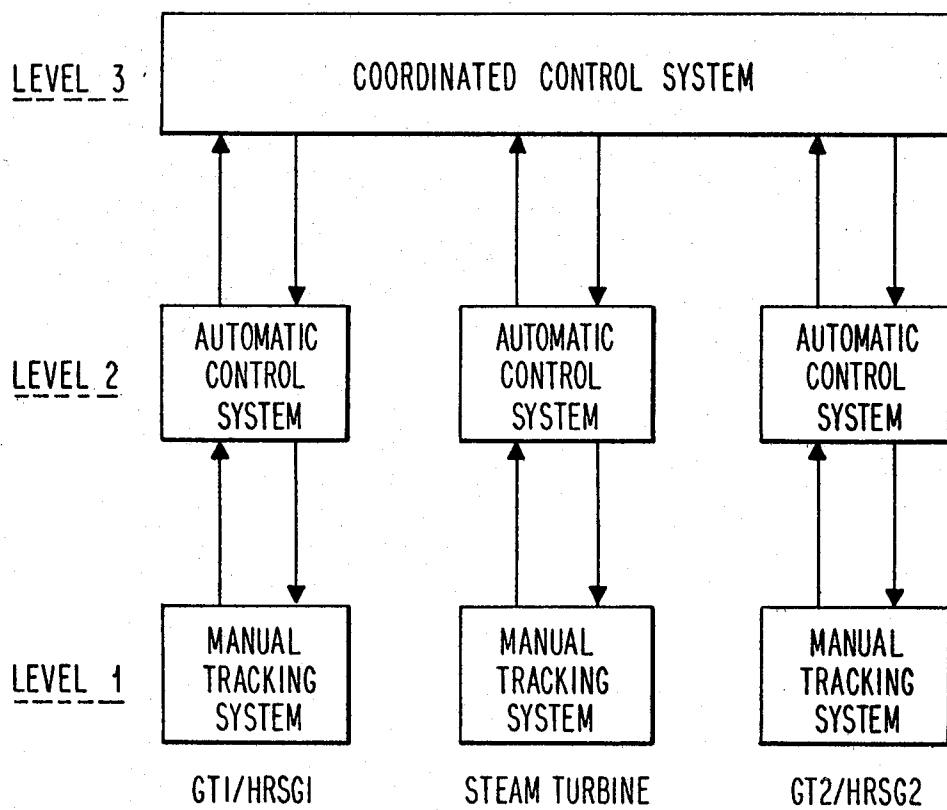 LEVEL 3
COORDINATED CONTROL SYSTEM
LEVEL 2
AUTOMATIC
CONTROL
SYSTEM
AUTOMATIC
CONTROL
SYSTEM
AUTOMATIC
CONTROL
SYSTEM
LEVEL 1
MANUAL
TRACKING
SYSTEM
MANUAL
TRACKING
SYSTEM
MANUAL
TRACKING
SYSTEM
GT1/HRSG1
STEAM TURBINE
GT2/HRSG2